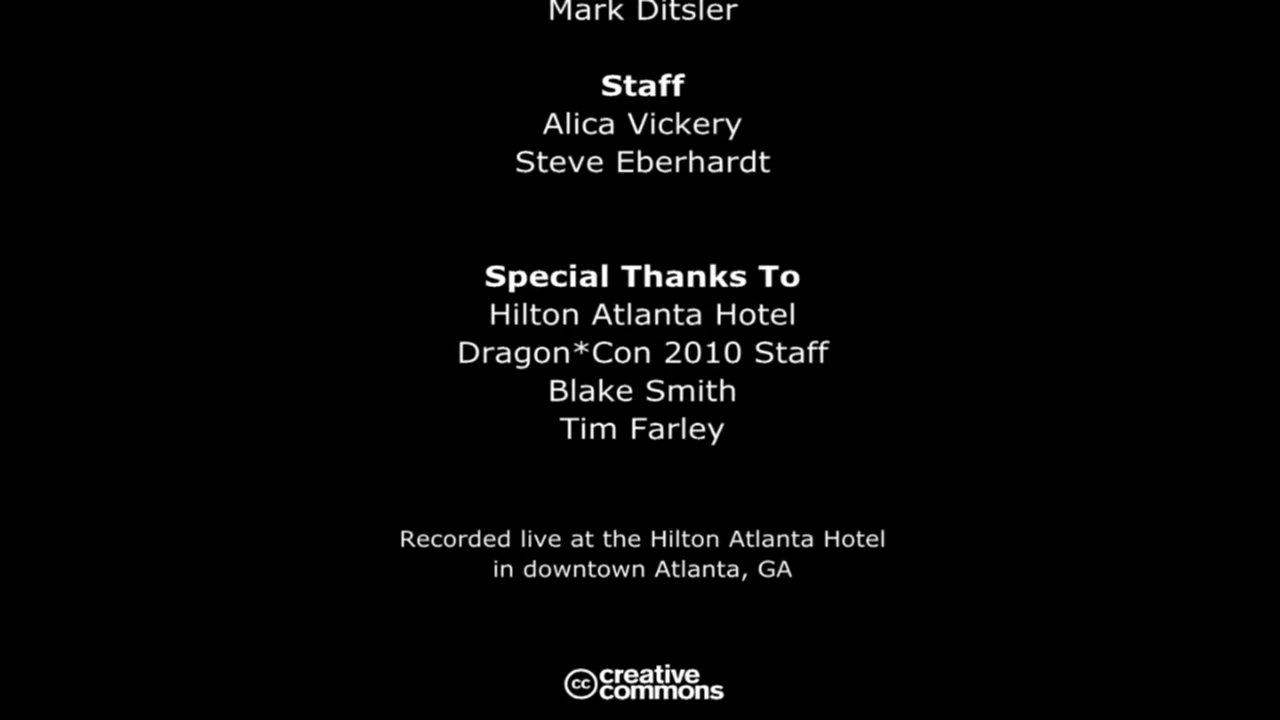 Mark Ditsler
Staff
Alica Vickery
Steve Eberhardt
Special Thanks To
Hilton Atlanta Hotel
Dragon*Con 2010 Staff
Blake Smith
Tim Farley
Recorded live at the Hilton Atlanta Hotel
in downtown Atlanta, GA
cc creative
commons